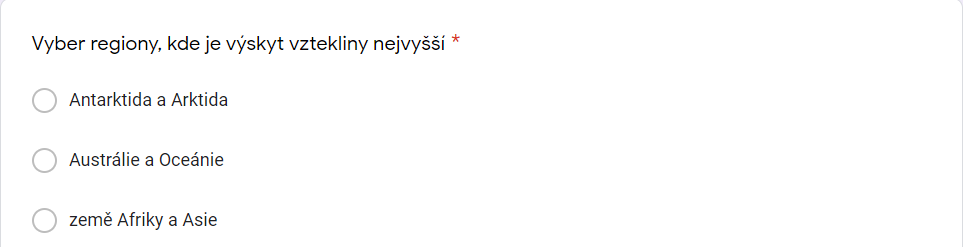 Vyber regiony, kde je výskyt vztekliny nejvyšší *
Antarktida a Arktida
Austrálie a Oceánie
země Afriky a Asie